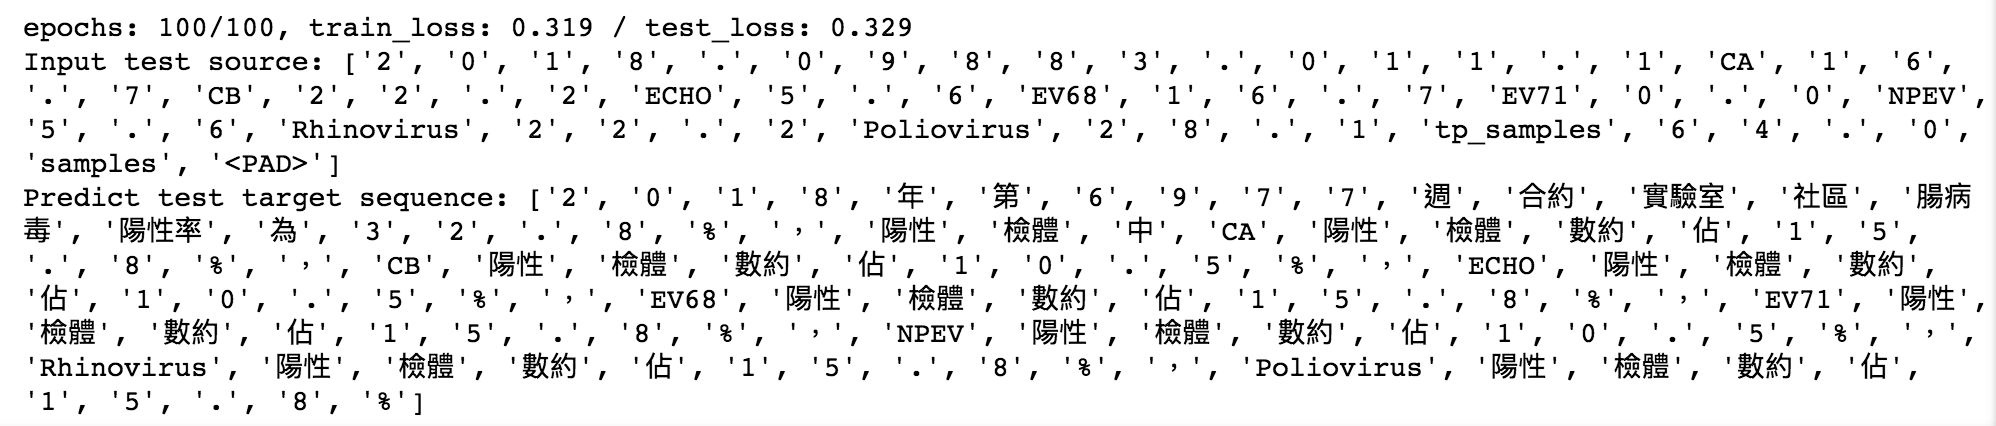 epochs: 100/100, train_loss: 0.319 / test_loss: 0.329
Input test source: ['2', '0', '1', '8', '.', '0', '9', '8', '8', '3', '.', '0', '1', '1', '.', '1', 'CA', '1', '6',
'.', '7', 'CB', '2', '2', '.', '2', 'ECHO', '5', '.', '6', 'EV68', '1', '6', '.', '7', 'EV71', '0', '.', '0', 'NPEV',
'5', '.', '6', 'Rhinovirus', '2', '2', '.', '2', 'Poliovirus', '2', '8', '.', '1', 'tp_samples', '6', '4', '.', '0',
'samples', '<PAD>']
Predict test target sequence: ['2', '0', '1', '8', '年', '第', '6', '9', '7', '7', '週', '合約', '實驗室', '社區', '腸病
毒', '陽性率', '為', '3', '2', '.', '8', '%', '，', '陽性', '檢體', '中', 'CA', '陽性', '檢體', '數約', '佔', '1', '5',
'.', '8', '%', '，', 'CB', '陽性', '檢體', '數約', '佔', '1', '0', '.', '5', '%', '，', 'ECHO', '陽性', '檢體', '數約',
'佔', '1', '0', '.', '5', '%', '，', 'EV68', '陽性', '檢體', '數約', '佔', '1', '5', '.', '8', '%', '，', 'EV71', '陽性',
'檢體', '數約', '佔', '1', '5', '.', '8', '%', '，', 'NPEV', '陽性', '檢體', '數約', '佔', '1', '0', '.', '5', '%', '，',
'Rhinovirus', '陽性', '檢體', '數約', '佔', '1', '5', '.', '8', '%', '，', 'Poliovirus', '陽性', '檢體', '數約', '佔',
'1', '5', '.', '8', '%']